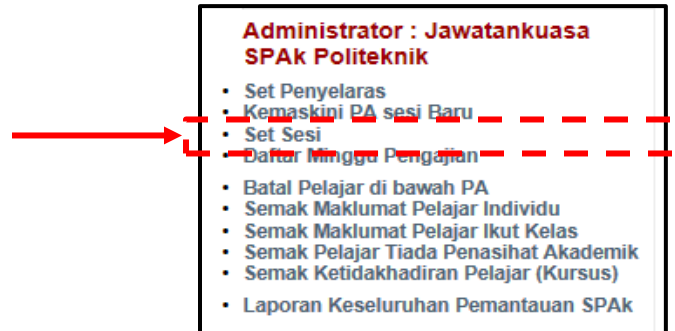 Administrator : Jawatankuasa
SPAk Politeknik
• Set Penyelaras
• Kemaskini PA sesi Baru
• Set Sesi
• Daftar Minggu Pengajian
• Batal Pelajar di bawah PA
• Semak Maklumat Pelajar Individu
• Semak Maklumat Pelajar Ikut Kelas
• Semak Pelajar Tiada Penasihat Akademik
• Semak Ketidakhadiran Pelajar (Kursus)
• Laporan Keseluruhan Pemantauan SPAk